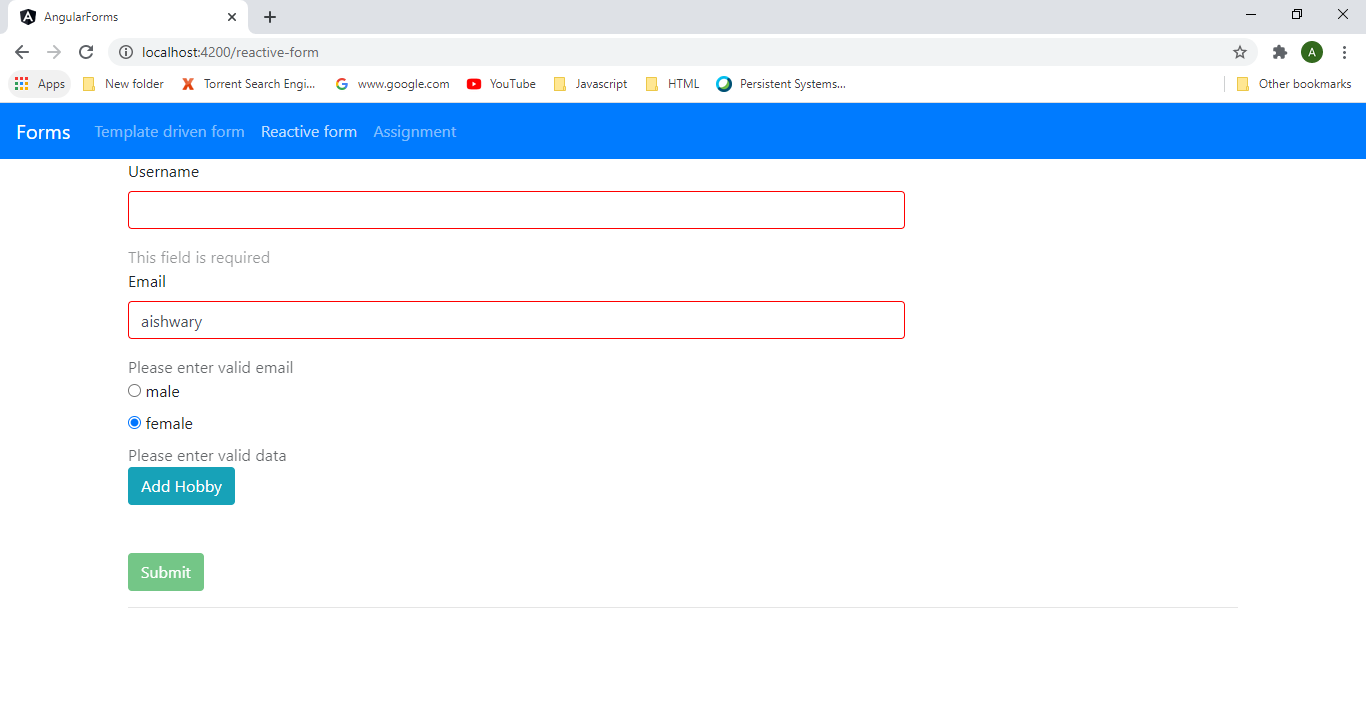 AngularForms
localhost:4200/reactive-form
A
Apps New folder Torrent Search Engi... www.google.com YouTube Javascript HTML Persistent Systems... Other bookmarks
Forms Template driven form Reactive form Assignment
Username
This field is required
Email
aishwary
Please enter valid email
male
female
Please enter valid data
Add Hobby
Submit